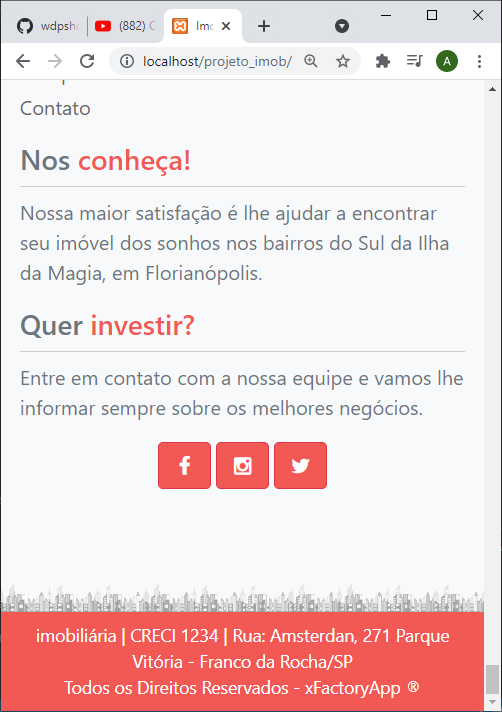 wdpsh
(882) C
Imo
localhost/projeto_imob/
A
Contato
Nos conheça!
Nossa maior satisfação é lhe ajudar a encontrar
seu imóvel dos sonhos nos bairros do Sul da Ilha
da Magia, em Florianópolis.
Quer investir?
Entre em contato com a nossa equipe e vamos lhe
informar sempre sobre os melhores negócios.
imobiliária | CRECI 1234 | Rua: Amsterdan, 271 Parque
Vitória - Franco da Rocha/SP
Todos os Direitos Reservados - xFactoryApp ®